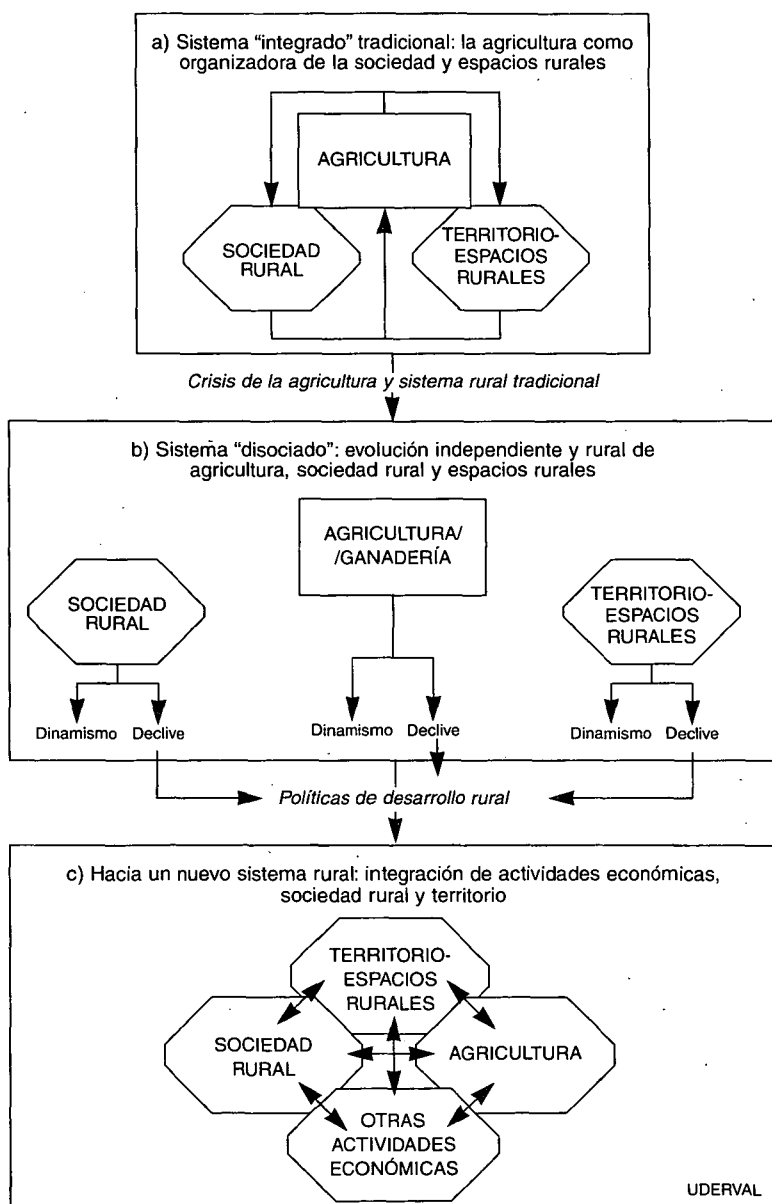 a) Sistema “integrado” tradicional: la agricultura como
organizadora de la sociedad y espacios rurales
AGRICULTURA
SOCIEDAD
RURAL
TERRITORIO-
ESPACIOS
RURALES
Crisis de la agricultura y sistema rural tradicional
b) Sistema “disociado”: evolución independiente y rural de
agricultura, sociedad rural y espacios rurales
AGRICULTURA/
/GANADERÍA
SOCIEDAD
RURAL
TERRITORIO-
ESPACIOS
RURALES
Dinamismo Declive
Dinamismo Declive
Dinamismo Declive
Políticas de desarrollo rural
c) Hacia un nuevo sistema rural: integración de actividades económicas,
sociedad rural y territorio
TERRITORIO-
ESPACIOS
RURALES
SOCIEDAD
RURAL
AGRICULTURA
OTRAS
ACTIVIDADES
ECONÓMICAS
UDERVAL